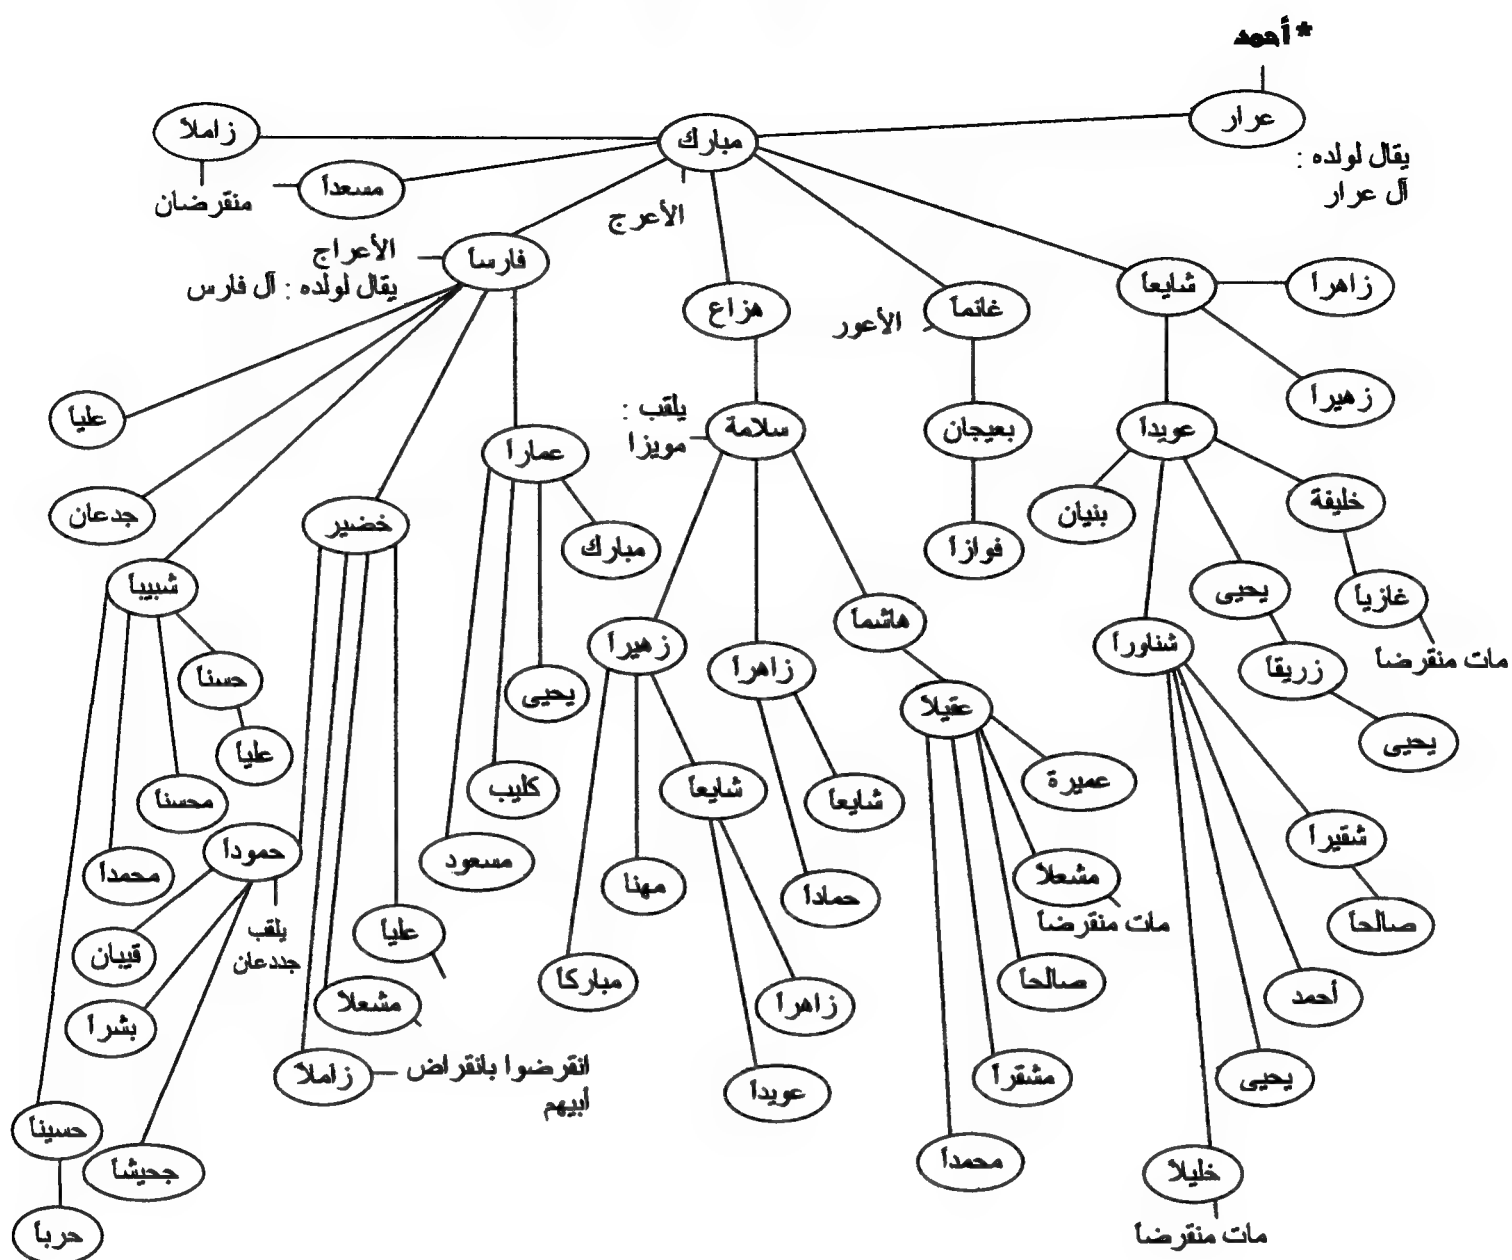 *أحمد
عرار
يقال لولده :
آل عرار
مبارك
الأعرج
زاملاً
مسعداً
منقرضان
فارساً
الأعراج
يقال لولده : آل فارس
هزاع
غانماً
الأعور
شايعاً
زاهراً
زهيراً
علياً
جدعان
شبيباً
خضير
عماراً
مبارك
يلقب :
مويزا
سلامة
بعيجان
فوازاً
عويداً
بنيان
خليفة
غازياً
مات منقرضاً
يحيى
زريقاً
يحيى
شناوراً
حسناً
علياً
محسناً
محمداً
حموداً
يلقب
جددعان
قيبان
بشراً
جحيشاً
حسيناً
حرباً
يحيى
كليب
مسعود
علياً
مشعلاً
زاملاً
انقرضوا بانقراض
أبيهم
زهيراً
زاهراً
هاشماً
عقيلاً
شايعاً
مهنا
مباركاً
زاهراً
عويداً
شايعاً
حماداً
عميرة
مشعلاً
مات منقرضاً
صالحاً
مشقراً
محمداً
شقيراً
صالحاً
أحمد
يحيى
خليلاً
مات منقرضاً